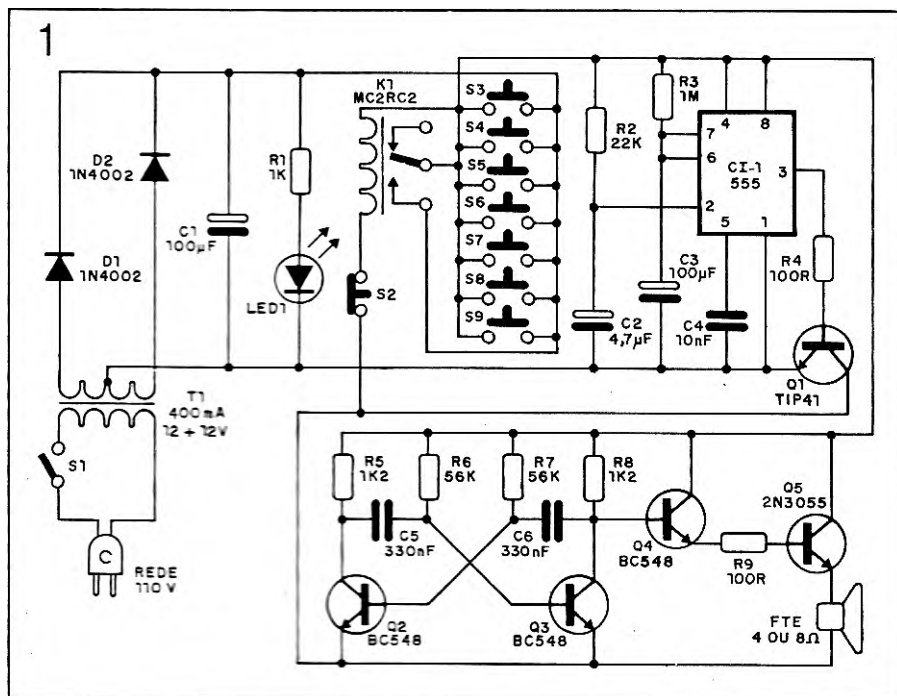 1
K1
MC2RC2
D2
1N4002
D1
1N4002
C1
100µF
R1
1K
LED1
S2
S3
S4
S5
S6
S7
S8
S9
R2
22K
R3
1M
4
8
7
6
CI-1
555
3
2
5
1
R4
100R
C3
100µF
C2
4,7µF
C4
10nF
Q1
TIP41
T1
400mA
12 + 12V
S1
C
REDE
110V
R5
1K2
R6
56K
R7
56K
R8
1K2
C5
330nF
C6
330nF
Q2
BC548
Q3
BC548
Q4
BC548
R9
100R
Q5
2N3055
FTE
4 OU 8Ω